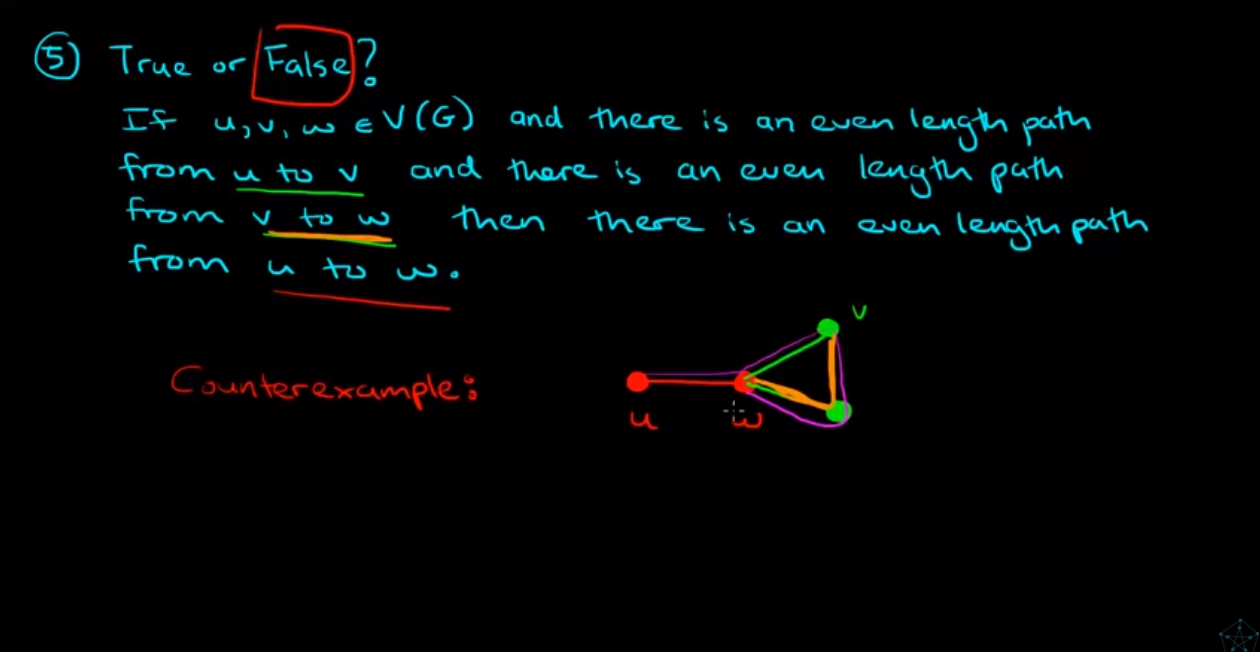 ⑤ True or False?
If u, v, w ∈ V(G) and there is an even length path
from u to v and there is an even length path
from v to w then there is an even length path
from u to w.
v
Counterexample:
u w